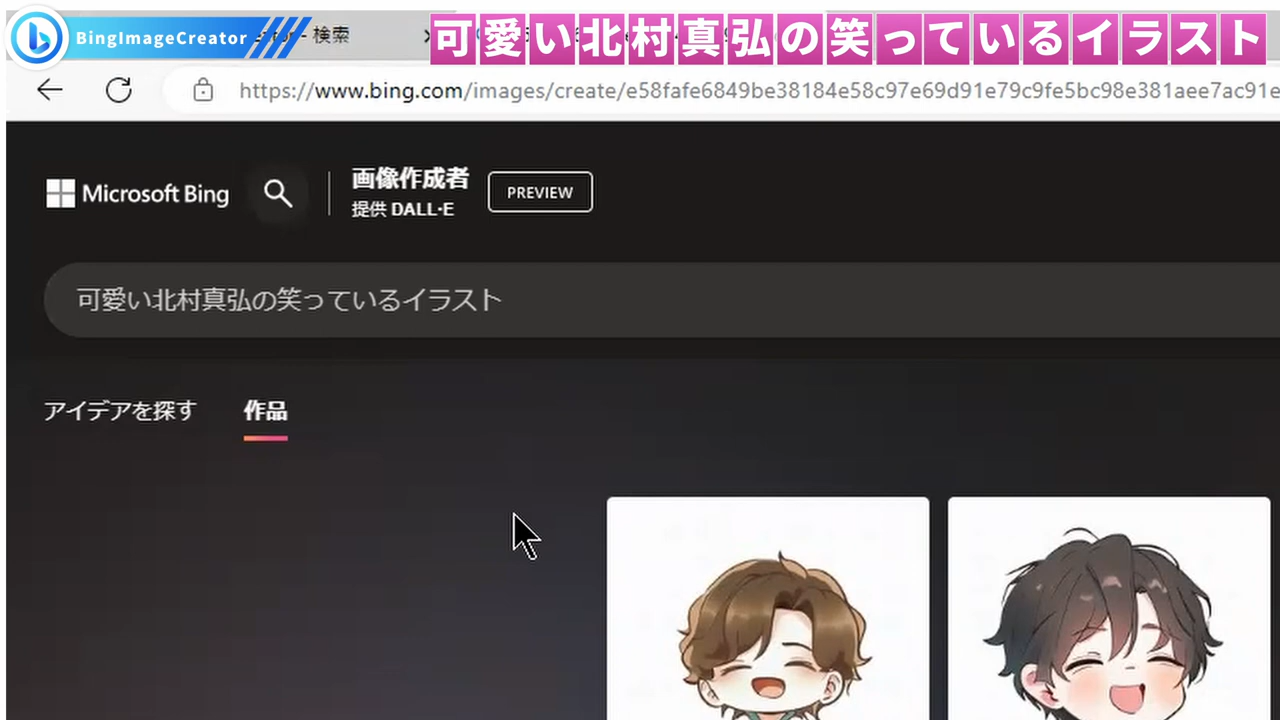 BingImageCreator
検索
可愛い北村真弘の笑っているイラスト
https://www.bing.com/images/create/e58fafe6849be38184e58c97e69d91e79c9fe5bc98e381aee7ac91e
Microsoft Bing
画像作成者
提供 DALL·E
PREVIEW
可愛い北村真弘の笑っているイラスト
アイデアを探す
作品